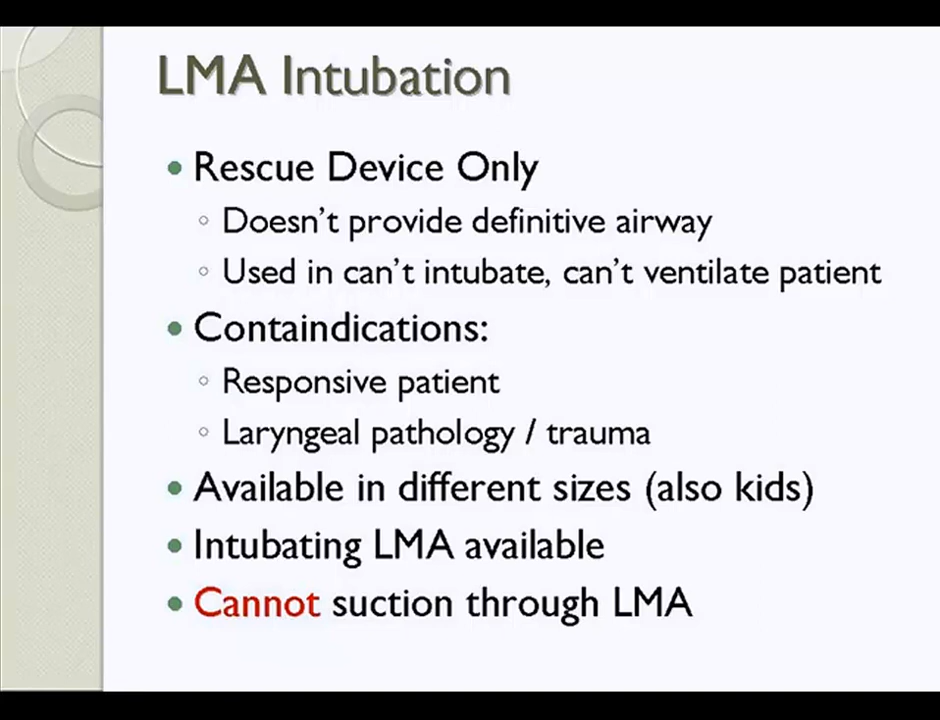 LMA Intubation
• Rescue Device Only
◦ Doesn't provide definitive airway
◦ Used in can't intubate, can't ventilate patient
• Containdications:
◦ Responsive patient
◦ Laryngeal pathology / trauma
• Available in different sizes (also kids)
• Intubating LMA available
• Cannot suction through LMA